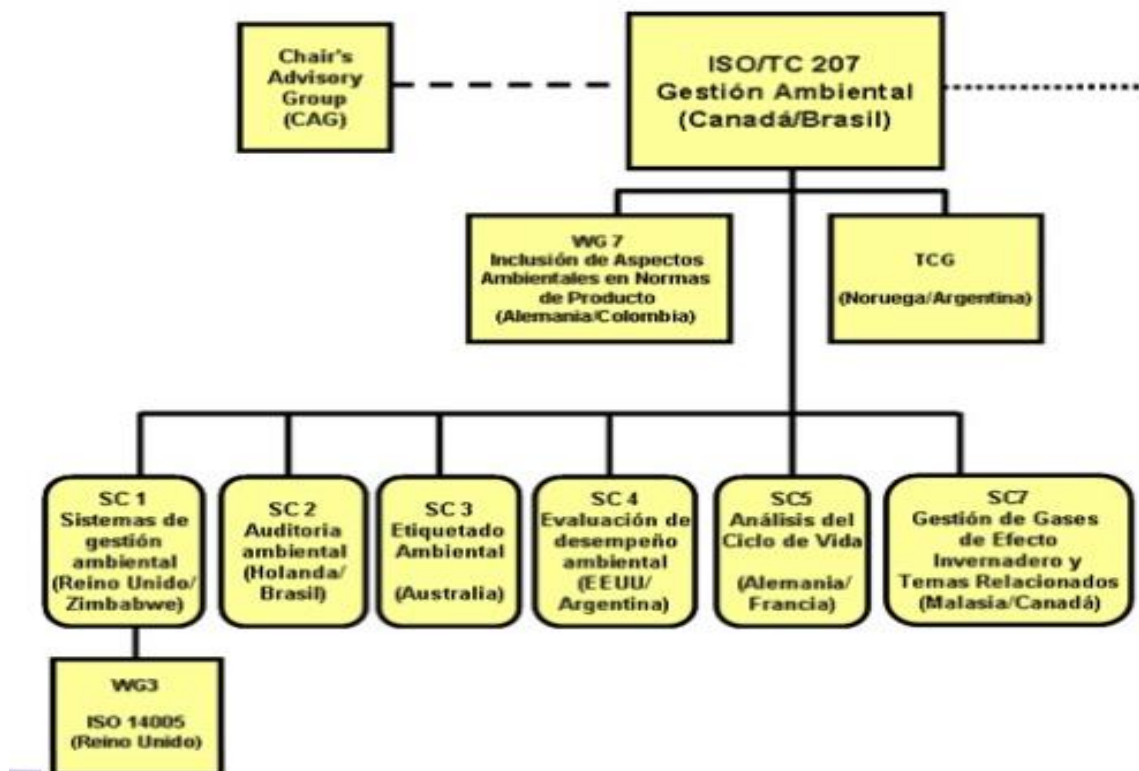 Chair's
Advisory
Group
(CAG)
ISO/TC 207
Gestión Ambiental
(Canadá/Brasil)
WG 7
Inclusión de Aspectos
Ambientales en Normas
de Producto
(Alemania/Colombia)
TCG
(Noruega/Argentina)
SC 1
Sistemas de
gestión
ambiental
(Reino Unido/
Zimbabwe)
SC 2
Auditoria
ambiental
(Holanda/
Brasil)
SC 3
Etiquetado
Ambiental
(Australia)
SC 4
Evaluación de
desempeño
ambiental
(EEUU/
Argentina)
SC5
Análisis del
Ciclo de Vida
(Alemania/
Francia)
SC7
Gestión de Gases
de Efecto
Invernadero y
Temas Relacionados
(Malasia/Canadá)
WG3
ISO 14005
(Reino Unido)